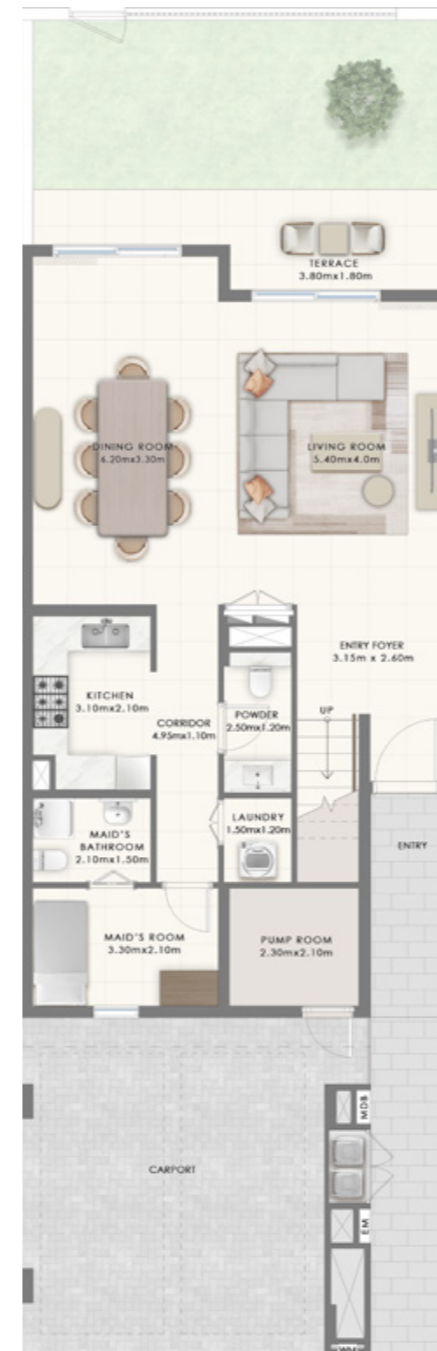 TERRACE
3.80mx1.80m
DINING ROOM
6.20mx3.30m
LIVING ROOM
5.40mx4.0m
ENTRY FOYER
3.15m x 2.60m
KITCHEN
3.10mx2.10m
CORRIDOR
4.95mx1.10m
POWDER
2.50mx1.20m
UP
LAUNDRY
1.50mx1.20m
MAID'S
BATHROOM
2.10mx1.50m
ENTRY
MAID'S ROOM
3.30mx2.10m
PUMP ROOM
2.30mx2.10m
MDB
CARPORT
EM
WM